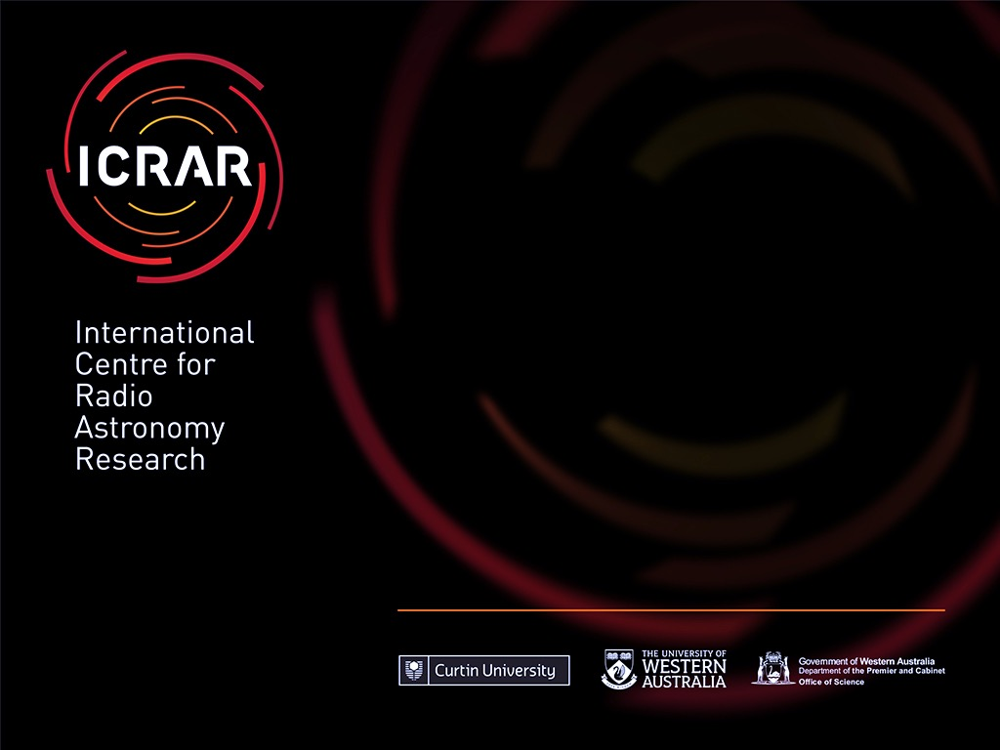 ICRAR
International
Centre for
Radio
Astronomy
Research
Curtin University
THE UNIVERSITY OF
WESTERN
AUSTRALIA
Government of Western Australia
Department of the Premier and Cabinet
Office of Science